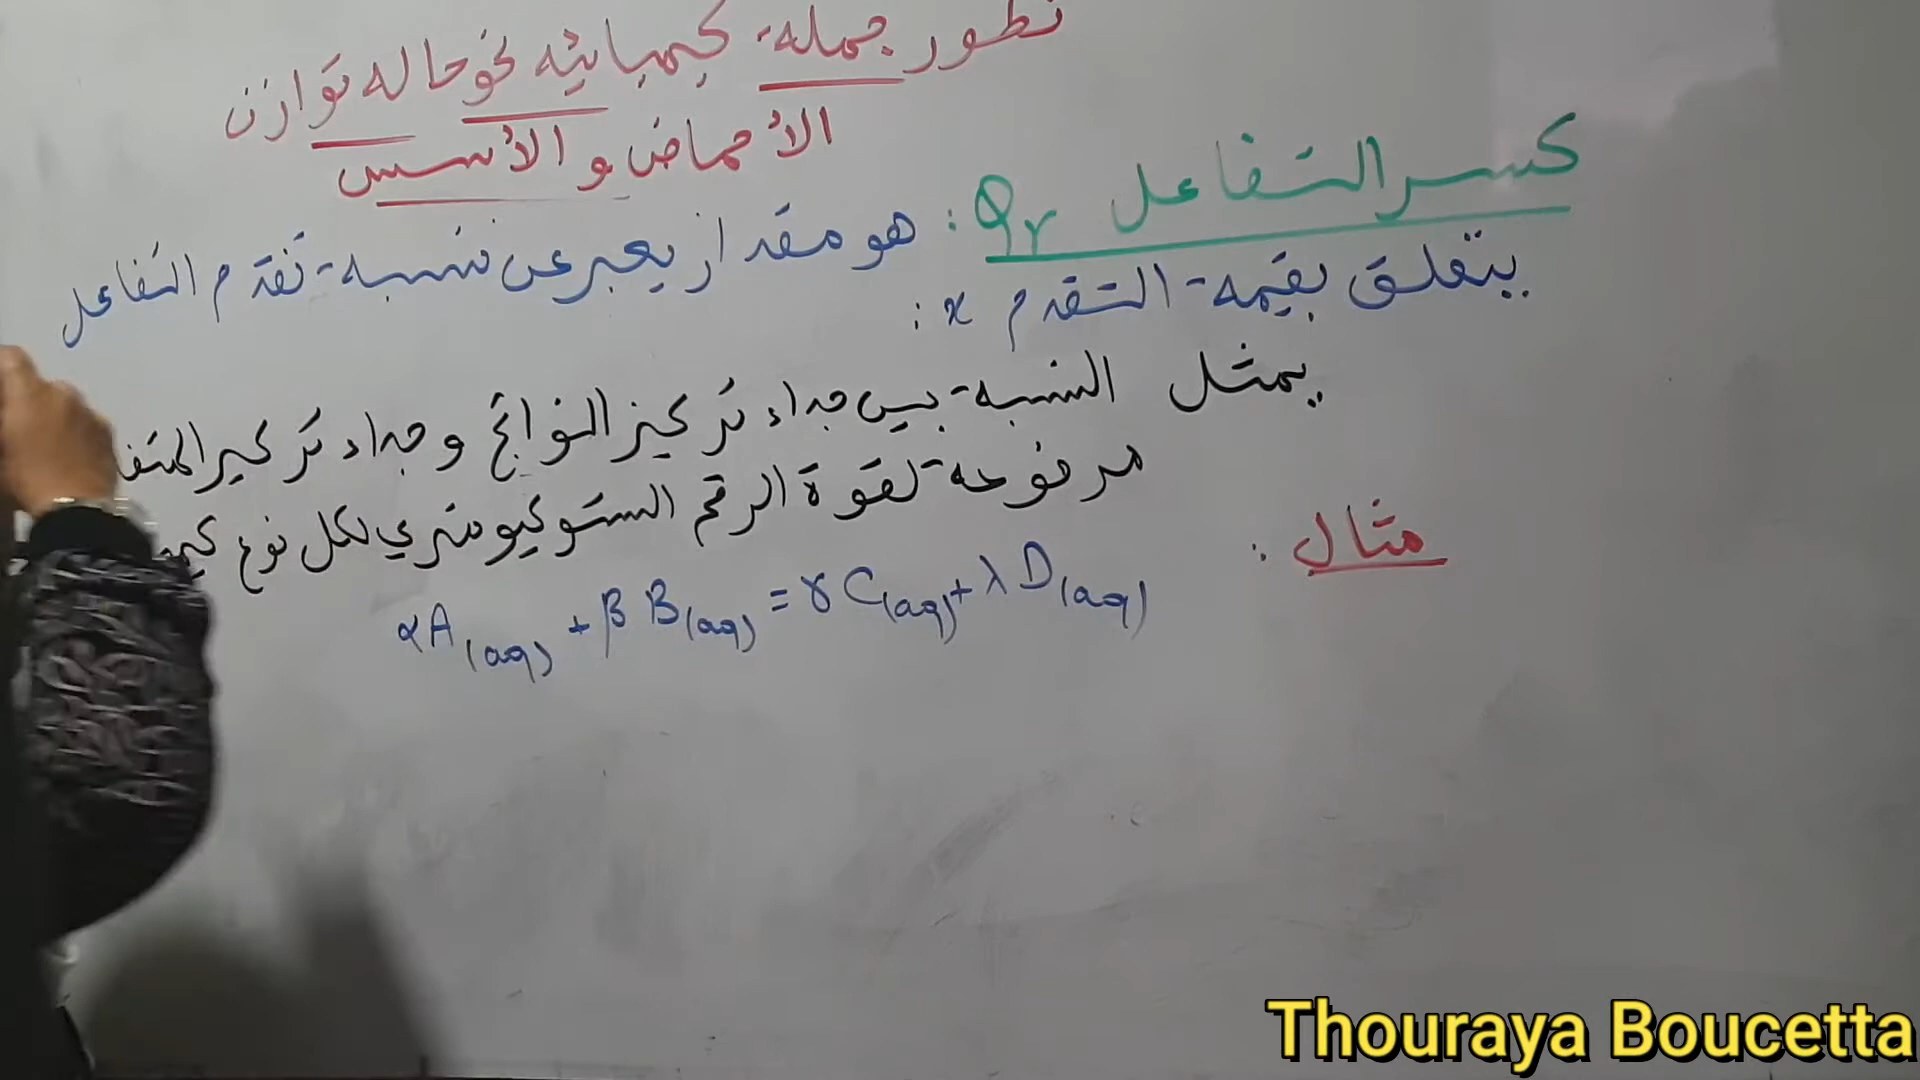 تطور جملة كيميائية نحو حالة توازن
الأحماض والأسس
كسر التفاعل Qr : هو مقدار يعبر عن نسبة تقدم التفاعل
يتعلق بقيمة التقدم x :
يمثل النسبة بين جداء تركيز النواتج وجداء تركيز
مرفوعة لقوة الرقم الستوكيومتري لكل نوع
مثال :
αA(aq) + βB(aq) = γC(aq) + λD(aq)
Thouraya Boucetta